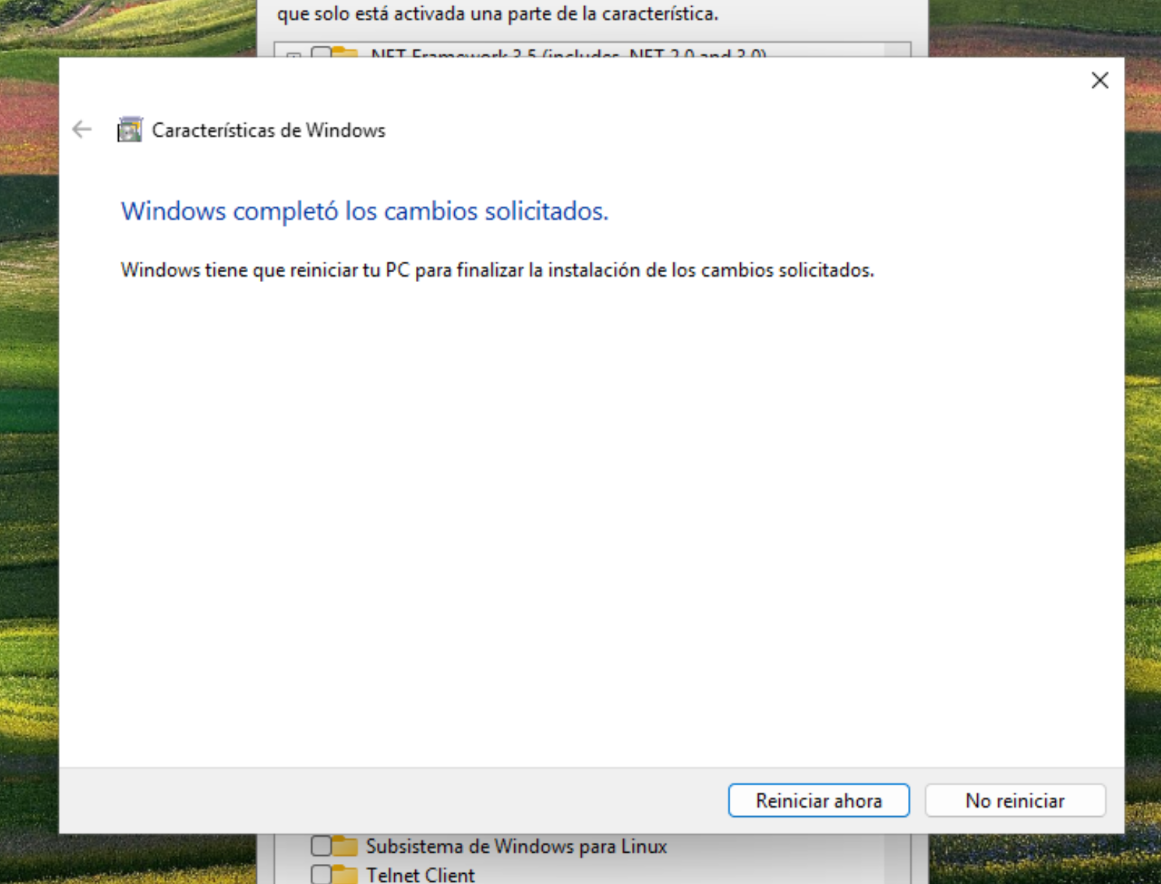 que solo está activada una parte de la característica.
.NET Framework 3.5 (includes .NET 2.0 and 3.0)
Características de Windows
Windows completó los cambios solicitados.
Windows tiene que reiniciar tu PC para finalizar la instalación de los cambios solicitados.
Reiniciar ahora
No reiniciar
Subsistema de Windows para Linux
Telnet Client